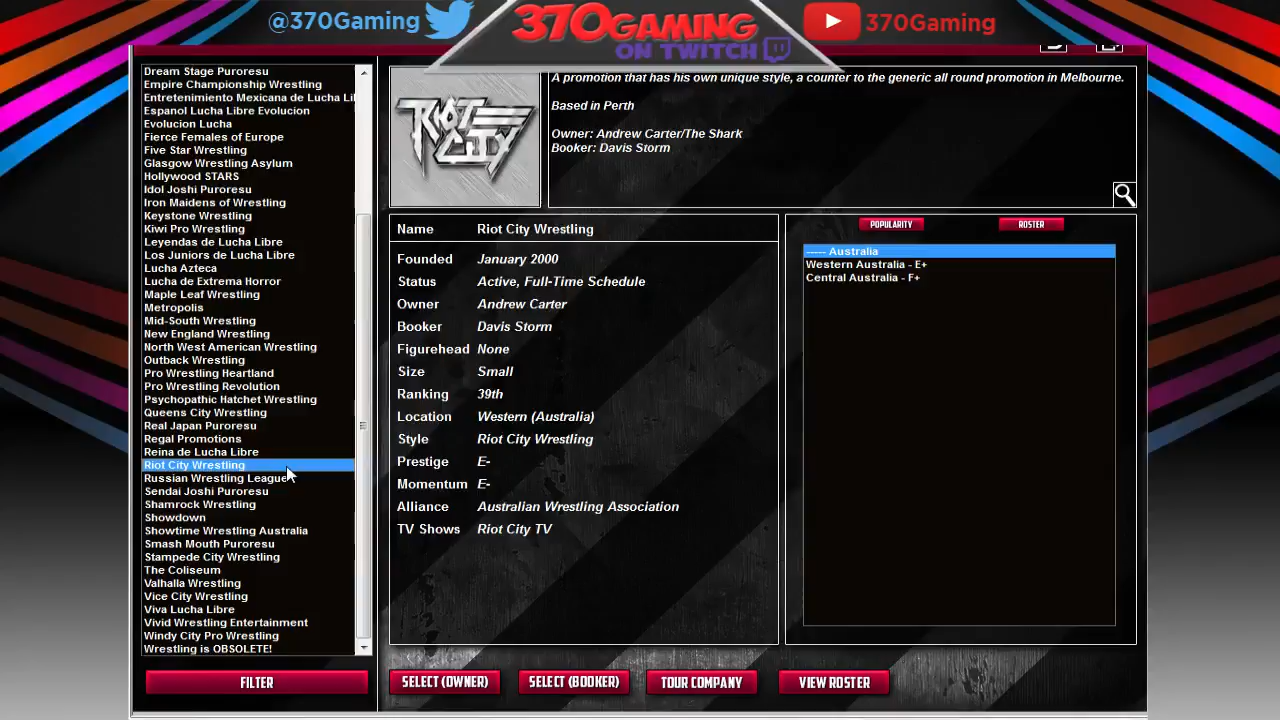 @370Gaming
370GAMING
ON TWITCH
370Gaming
Dream Stage Puroresu
Empire Championship Wrestling
Entretenimiento Mexicana de Lucha Li
Espanol Lucha Libre Evolucion
Evolucion Lucha
Fierce Females of Europe
Five Star Wrestling
Glasgow Wrestling Asylum
Hollywood STARS
Idol Joshi Puroresu
Iron Maidens of Wrestling
Keystone Wrestling
Kiwi Pro Wrestling
Leyendas de Lucha Libre
Los Juniors de Lucha Libre
Lucha Azteca
Lucha de Extrema Horror
Maple Leaf Wrestling
Metropolis
Mid-South Wrestling
New England Wrestling
North West American Wrestling
Outback Wrestling
Pro Wrestling Heartland
Pro Wrestling Revolution
Psychopathic Hatchet Wrestling
Queens City Wrestling
Real Japan Puroresu
Regal Promotions
Reina de Lucha Libre
Riot City Wrestling
Russian Wrestling League
Sendai Joshi Puroresu
Shamrock Wrestling
Showdown
Showtime Wrestling Australia
Smash Mouth Puroresu
Stampede City Wrestling
The Coliseum
Valhalla Wrestling
Vice City Wrestling
Viva Lucha Libre
Vivid Wrestling Entertainment
Windy City Pro Wrestling
Wrestling is OBSOLETE!
FILTER
RIOT
CITY
A promotion that has his own unique style, a counter to the generic all round promotion in Melbourne.
Based in Perth
Owner: Andrew Carter/The Shark
Booker: Davis Storm
Name Riot City Wrestling
Founded January 2000
Status Active, Full-Time Schedule
Owner Andrew Carter
Booker Davis Storm
Figurehead None
Size Small
Ranking 39th
Location Western (Australia)
Style Riot City Wrestling
Prestige E-
Momentum E-
Alliance Australian Wrestling Association
TV Shows Riot City TV
POPULARITY ROSTER
----- Australia
Western Australia - E+
Central Australia - F+
SELECT (OWNER) SELECT (BOOKER) TOUR COMPANY VIEW ROSTER